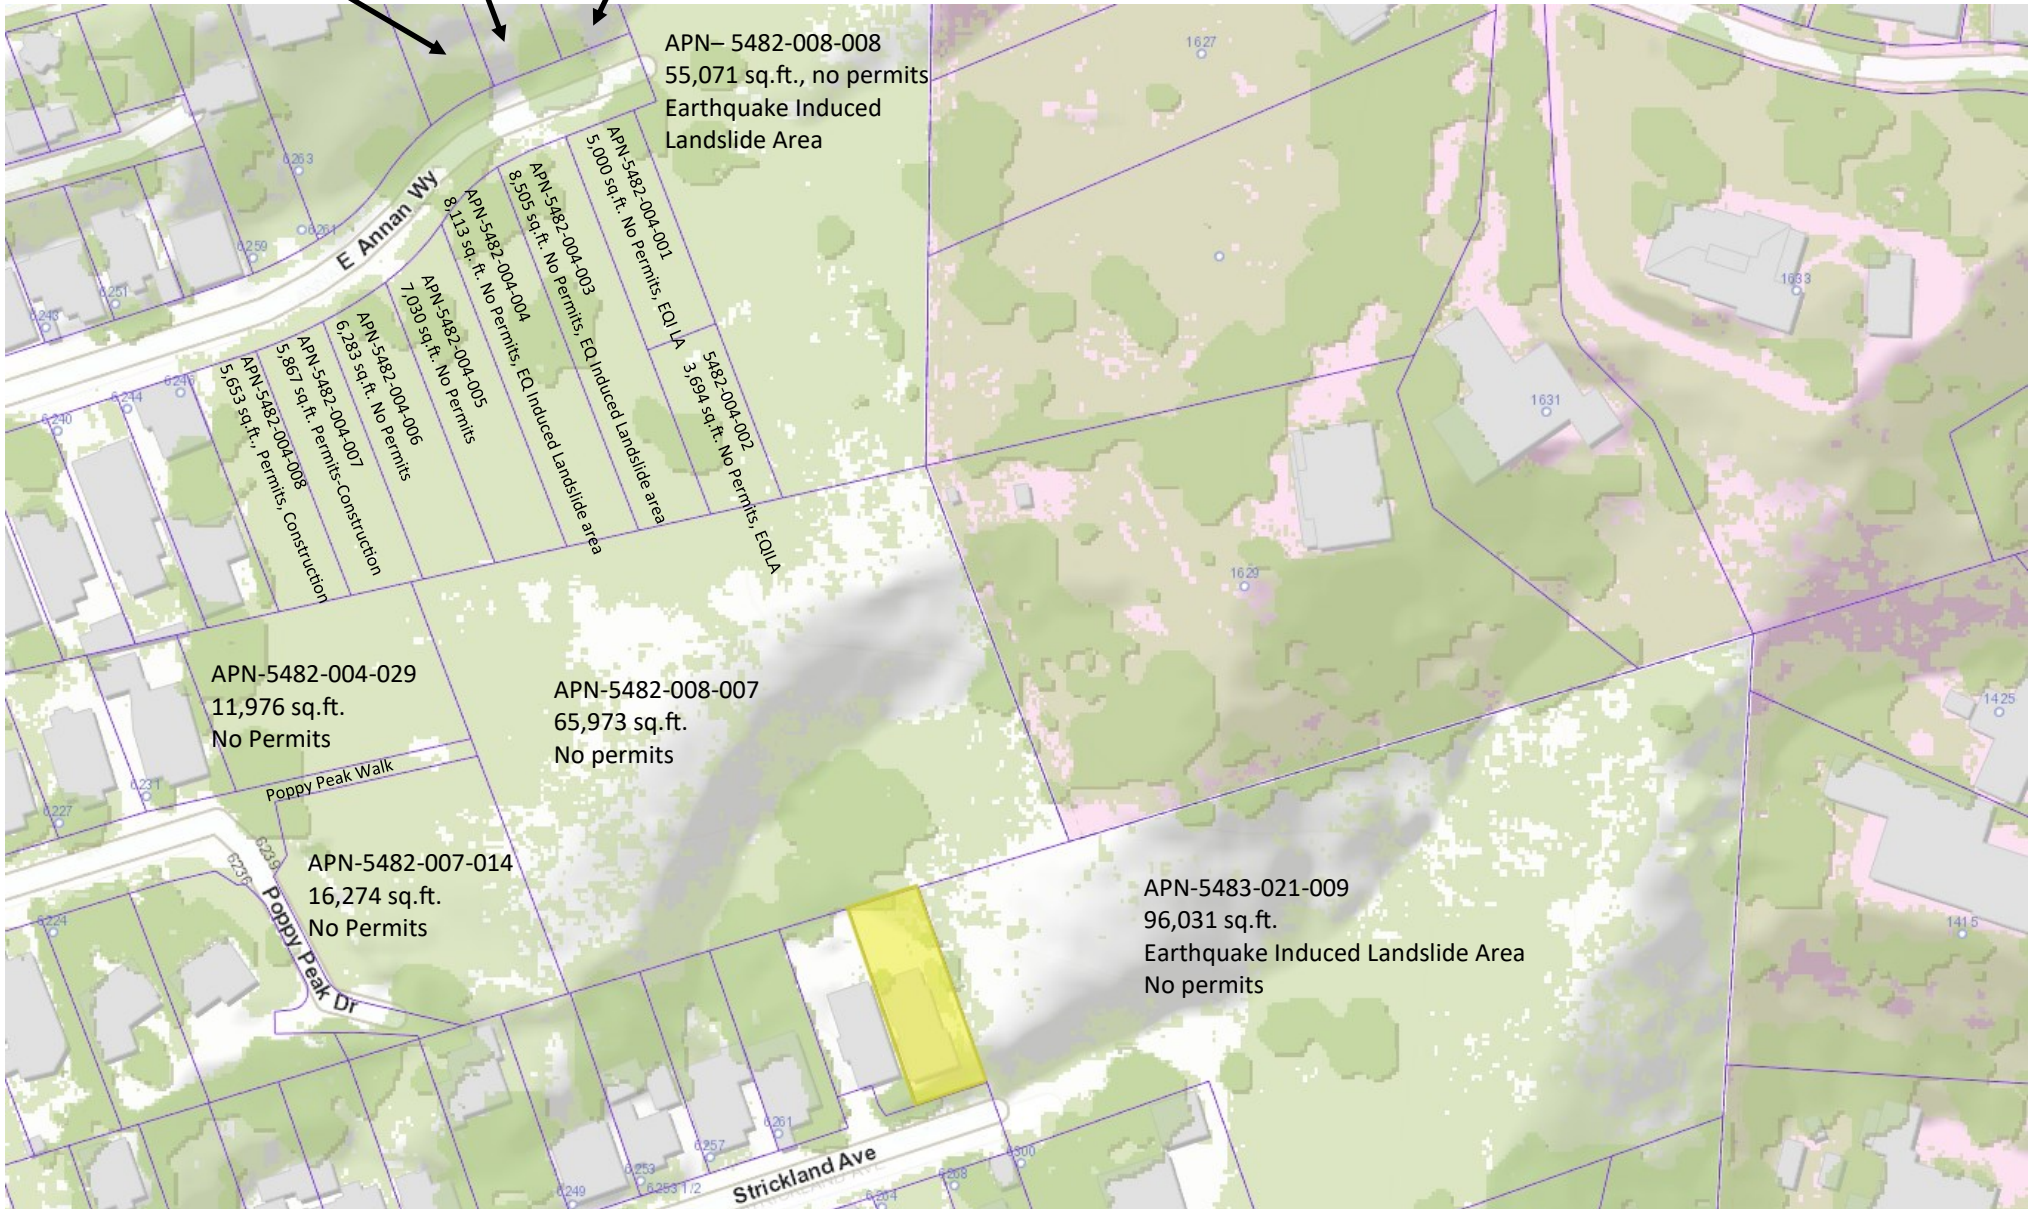 APN– 5482-008-008
55,071 sq.ft., no permits
Earthquake Induced
Landslide Area
1627
6263
6261
6259
6251
6243
E Annan Wy
APN-5482-004-001
5,000 sq.ft. No Permits, EQI LA
APN-5482-004-003
8,505 sq.ft. No Permits, EQ Induced Landslide area
APN-5482-004-004
8,113 sq. ft. No Permits, EQ Induced Landslide area
APN-5482-004-005
7,030 sq.ft. No Permits
APN-5482-004-006
6,283 sq.ft. No Permits
APN-5482-004-007
5,867 sq.ft. Permits-Construction
APN-5482-004-008
5,653 sq.ft., Permits, Construction
5482-004-002
3,694 sq.ft. No Permits, EQILA
1633
1631
1629
6246
6244
6240
APN-5482-004-029
11,976 sq.ft.
No Permits
APN-5482-008-007
65,973 sq.ft.
No permits
1425
Poppy Peak Walk
6231
6227
6239
6236
APN-5482-007-014
16,274 sq.ft.
No Permits
Poppy Peak Dr
6224
APN-5483-021-009
96,031 sq.ft.
Earthquake Induced Landslide Area
No permits
1415
6261
6257
6253
6253 1/2
6249
Strickland Ave
6300
6268
6264